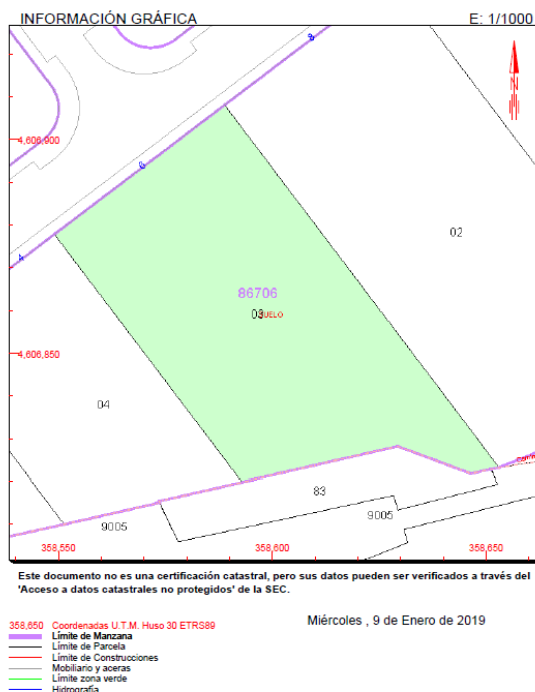 INFORMACIÓN GRÁFICA E: 1/1000
N
4,606,900
02
86706
03 SUELO
4,606,850
04
83
9005
9005
358,550 358,600 358,650
Este documento no es una certificación catastral, pero sus datos pueden ser verificados a través del
'Acceso a datos catastrales no protegidos' de la SEC.
Miércoles , 9 de Enero de 2019
358,650 Coordenadas U.T.M. Huso 30 ETRS89
Límite de Manzana
Límite de Parcela
Límite de Construcciones
Mobiliario y aceras
Límite zona verde
Hidrografía